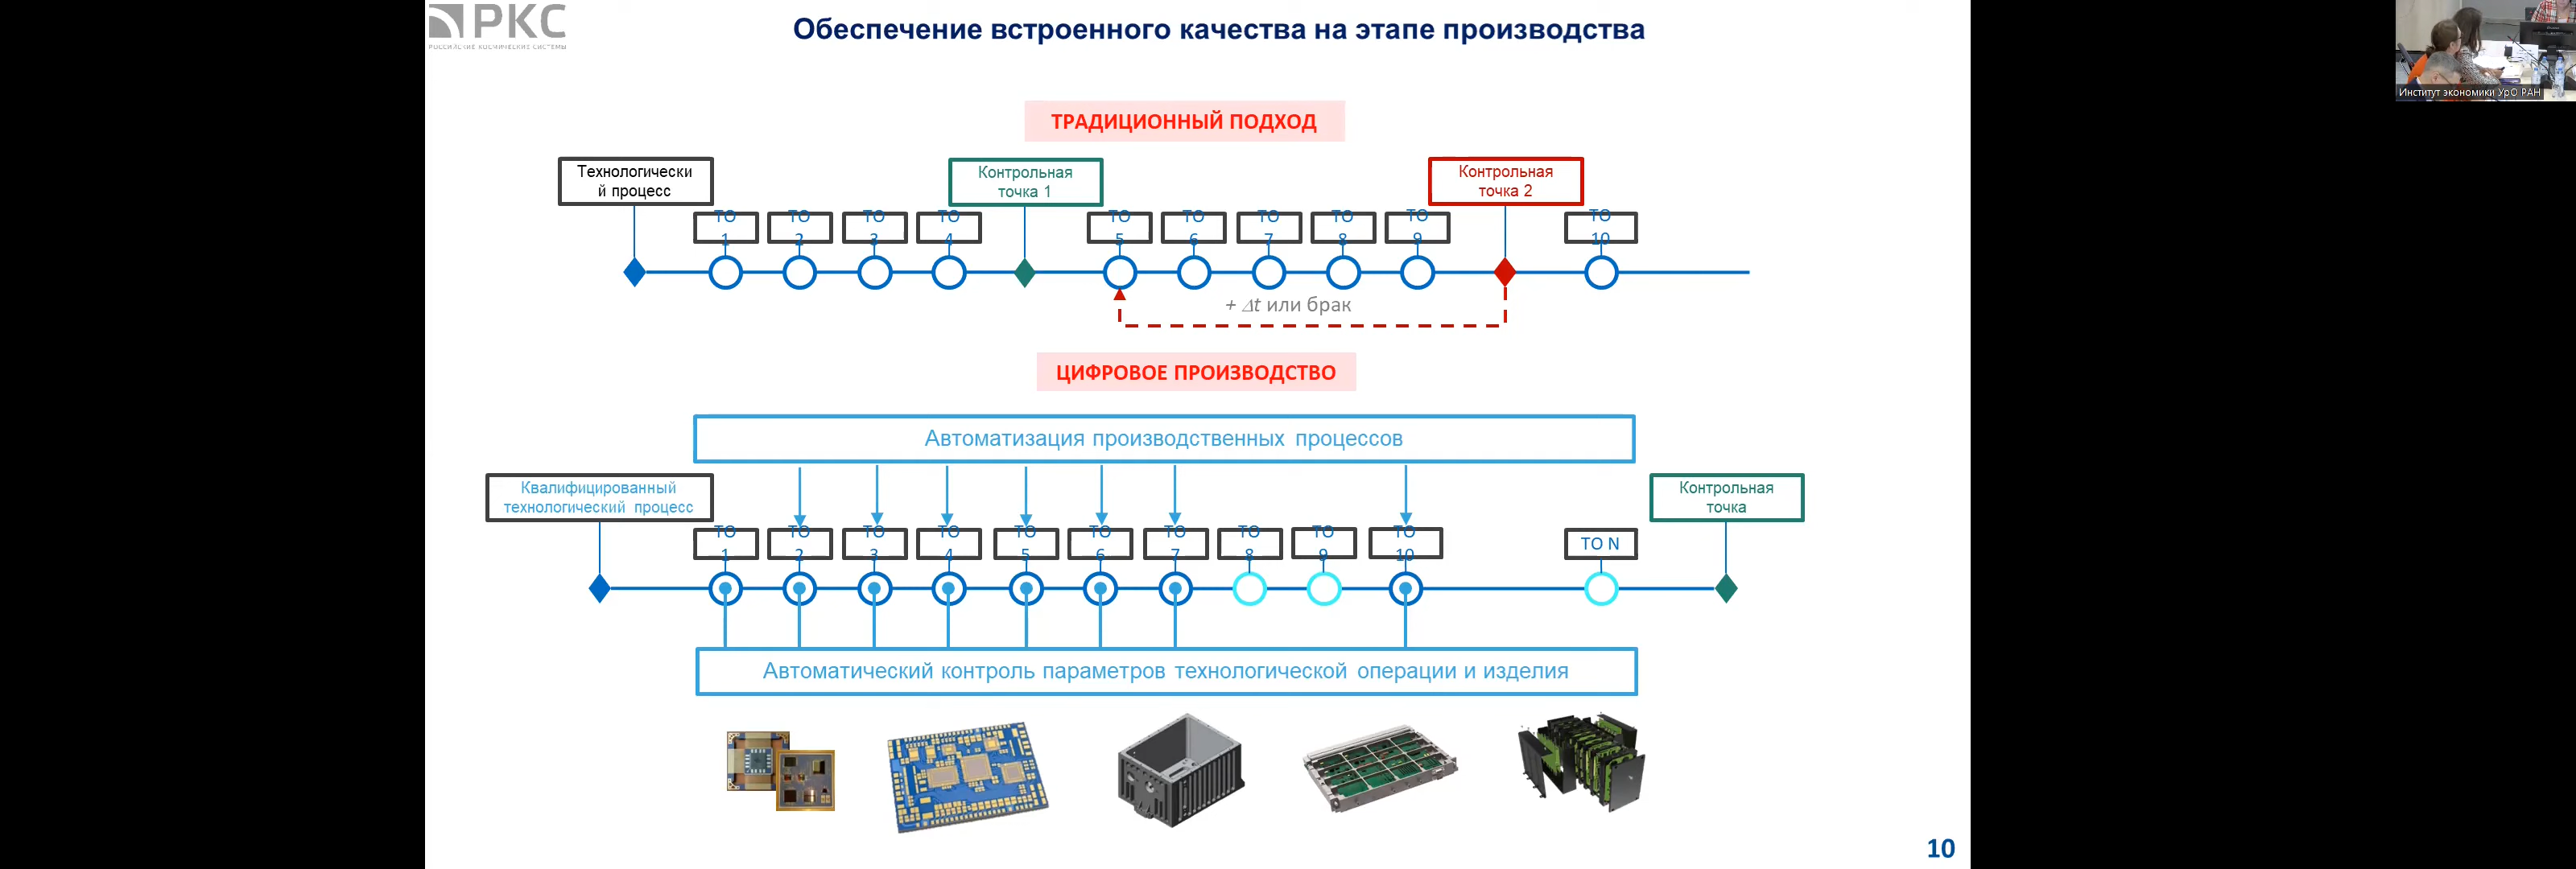 РКС
РОССИЙСКИЕ КОСМИЧЕСКИЕ СИСТЕМЫ
Обеспечение встроенного качества на этапе производства
Институт экономики УрО РАН
ТРАДИЦИОННЫЙ ПОДХОД
Технологически
й процесс
Контрольная
точка 1
Контрольная
точка 2
ТО
1
ТО
2
ТО
3
ТО
4
ТО
5
ТО
6
ТО
7
ТО
8
ТО
9
ТО
10
+ Δt или брак
ЦИФРОВОЕ ПРОИЗВОДСТВО
Автоматизация производственных процессов
Квалифицированный
технологический процесс
Контрольная
точка
ТО
1
ТО
2
ТО
3
ТО
4
ТО
5
ТО
6
ТО
7
ТО
8
ТО
9
ТО
10
ТО N
Автоматический контроль параметров технологической операции и изделия
10